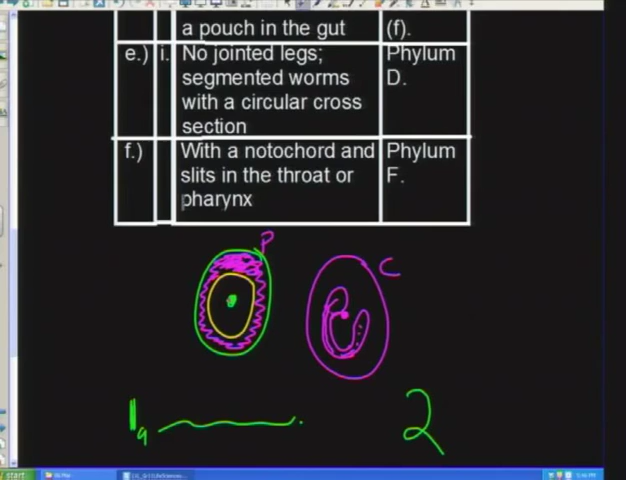 a pouch in the gut (f).
e.) i. No jointed legs; Phylum
segmented worms D.
with a circular cross
section
f.) With a notochord and Phylum
slits in the throat or F.
pharynx
P
C
2
start